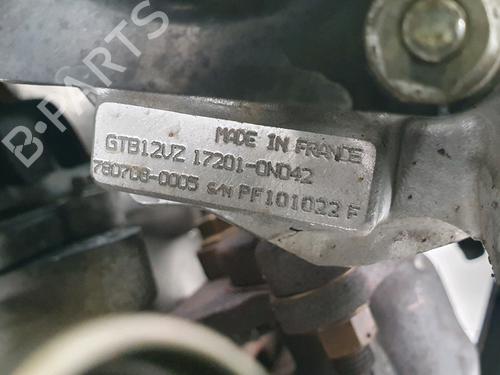 B-PARTS
MADE IN FRANCE
GTB12VZ 17201-0N042
780708-0005 S/N PF101022 F